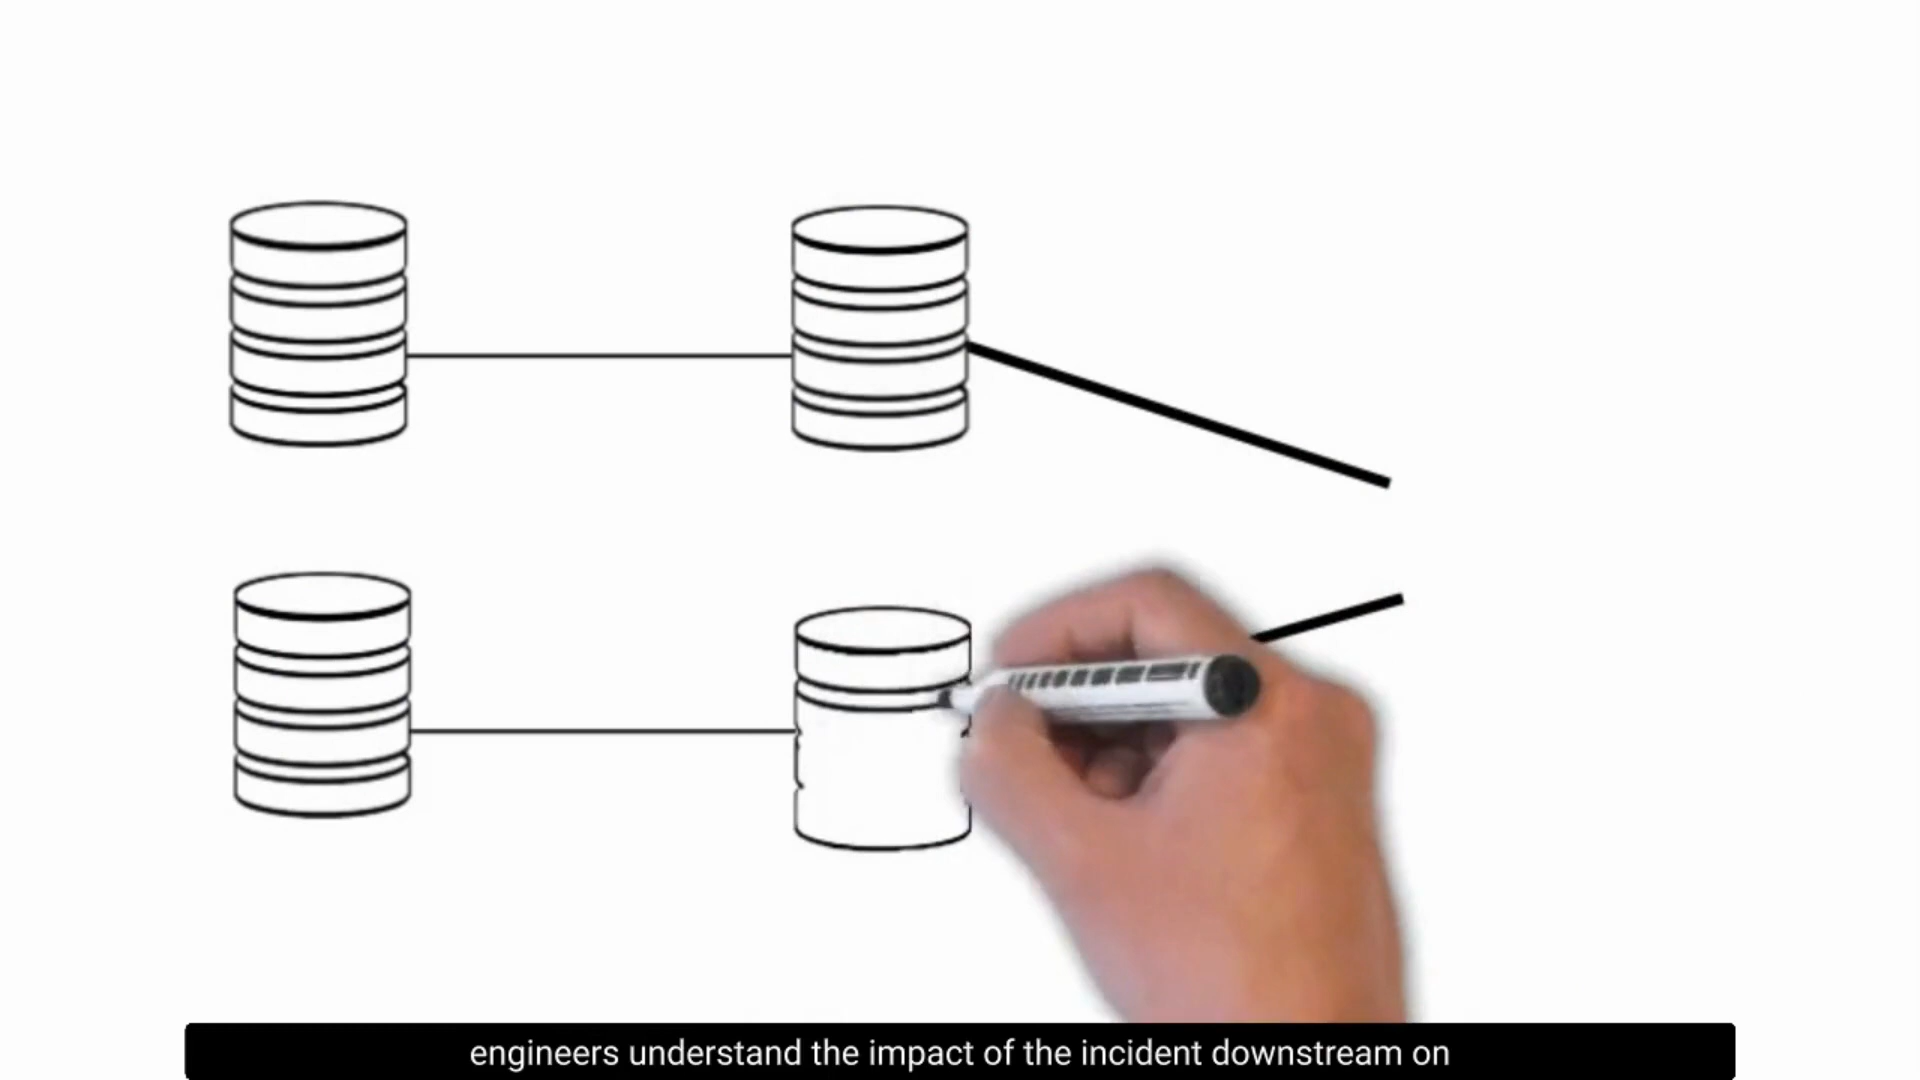 engineers understand the impact of the incident downstream on